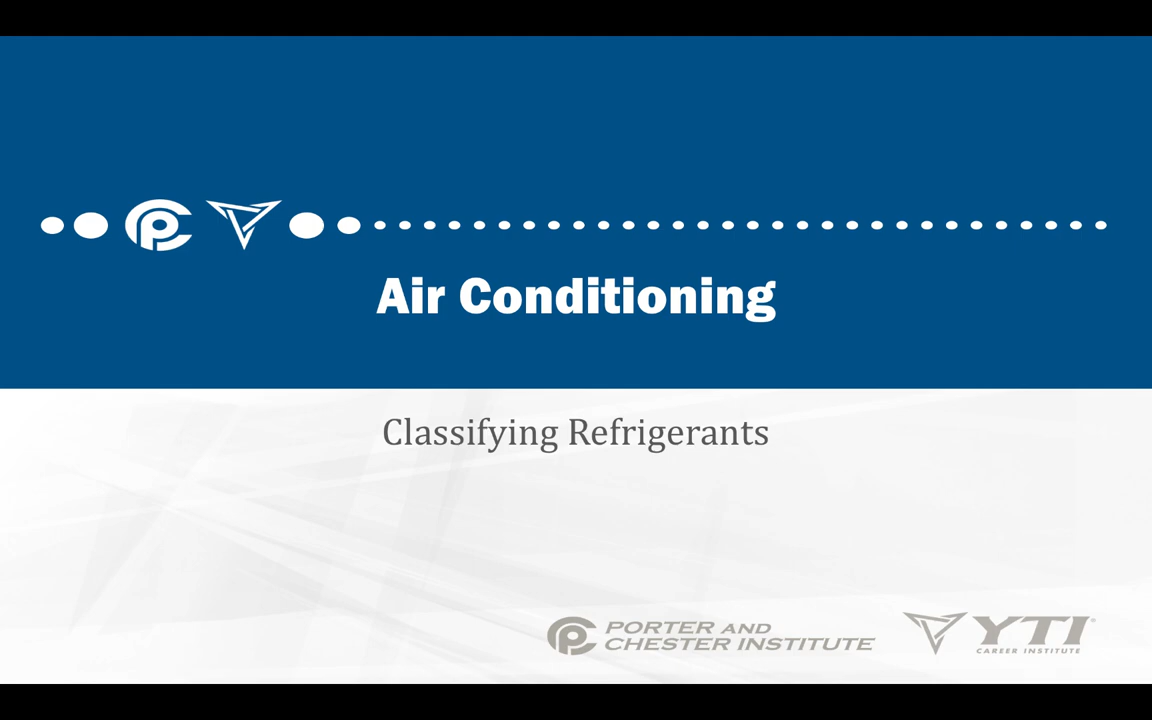 Air Conditioning
Classifying Refrigerants
PORTER AND
CHESTER INSTITUTE
YTI®
CAREER INSTITUTE